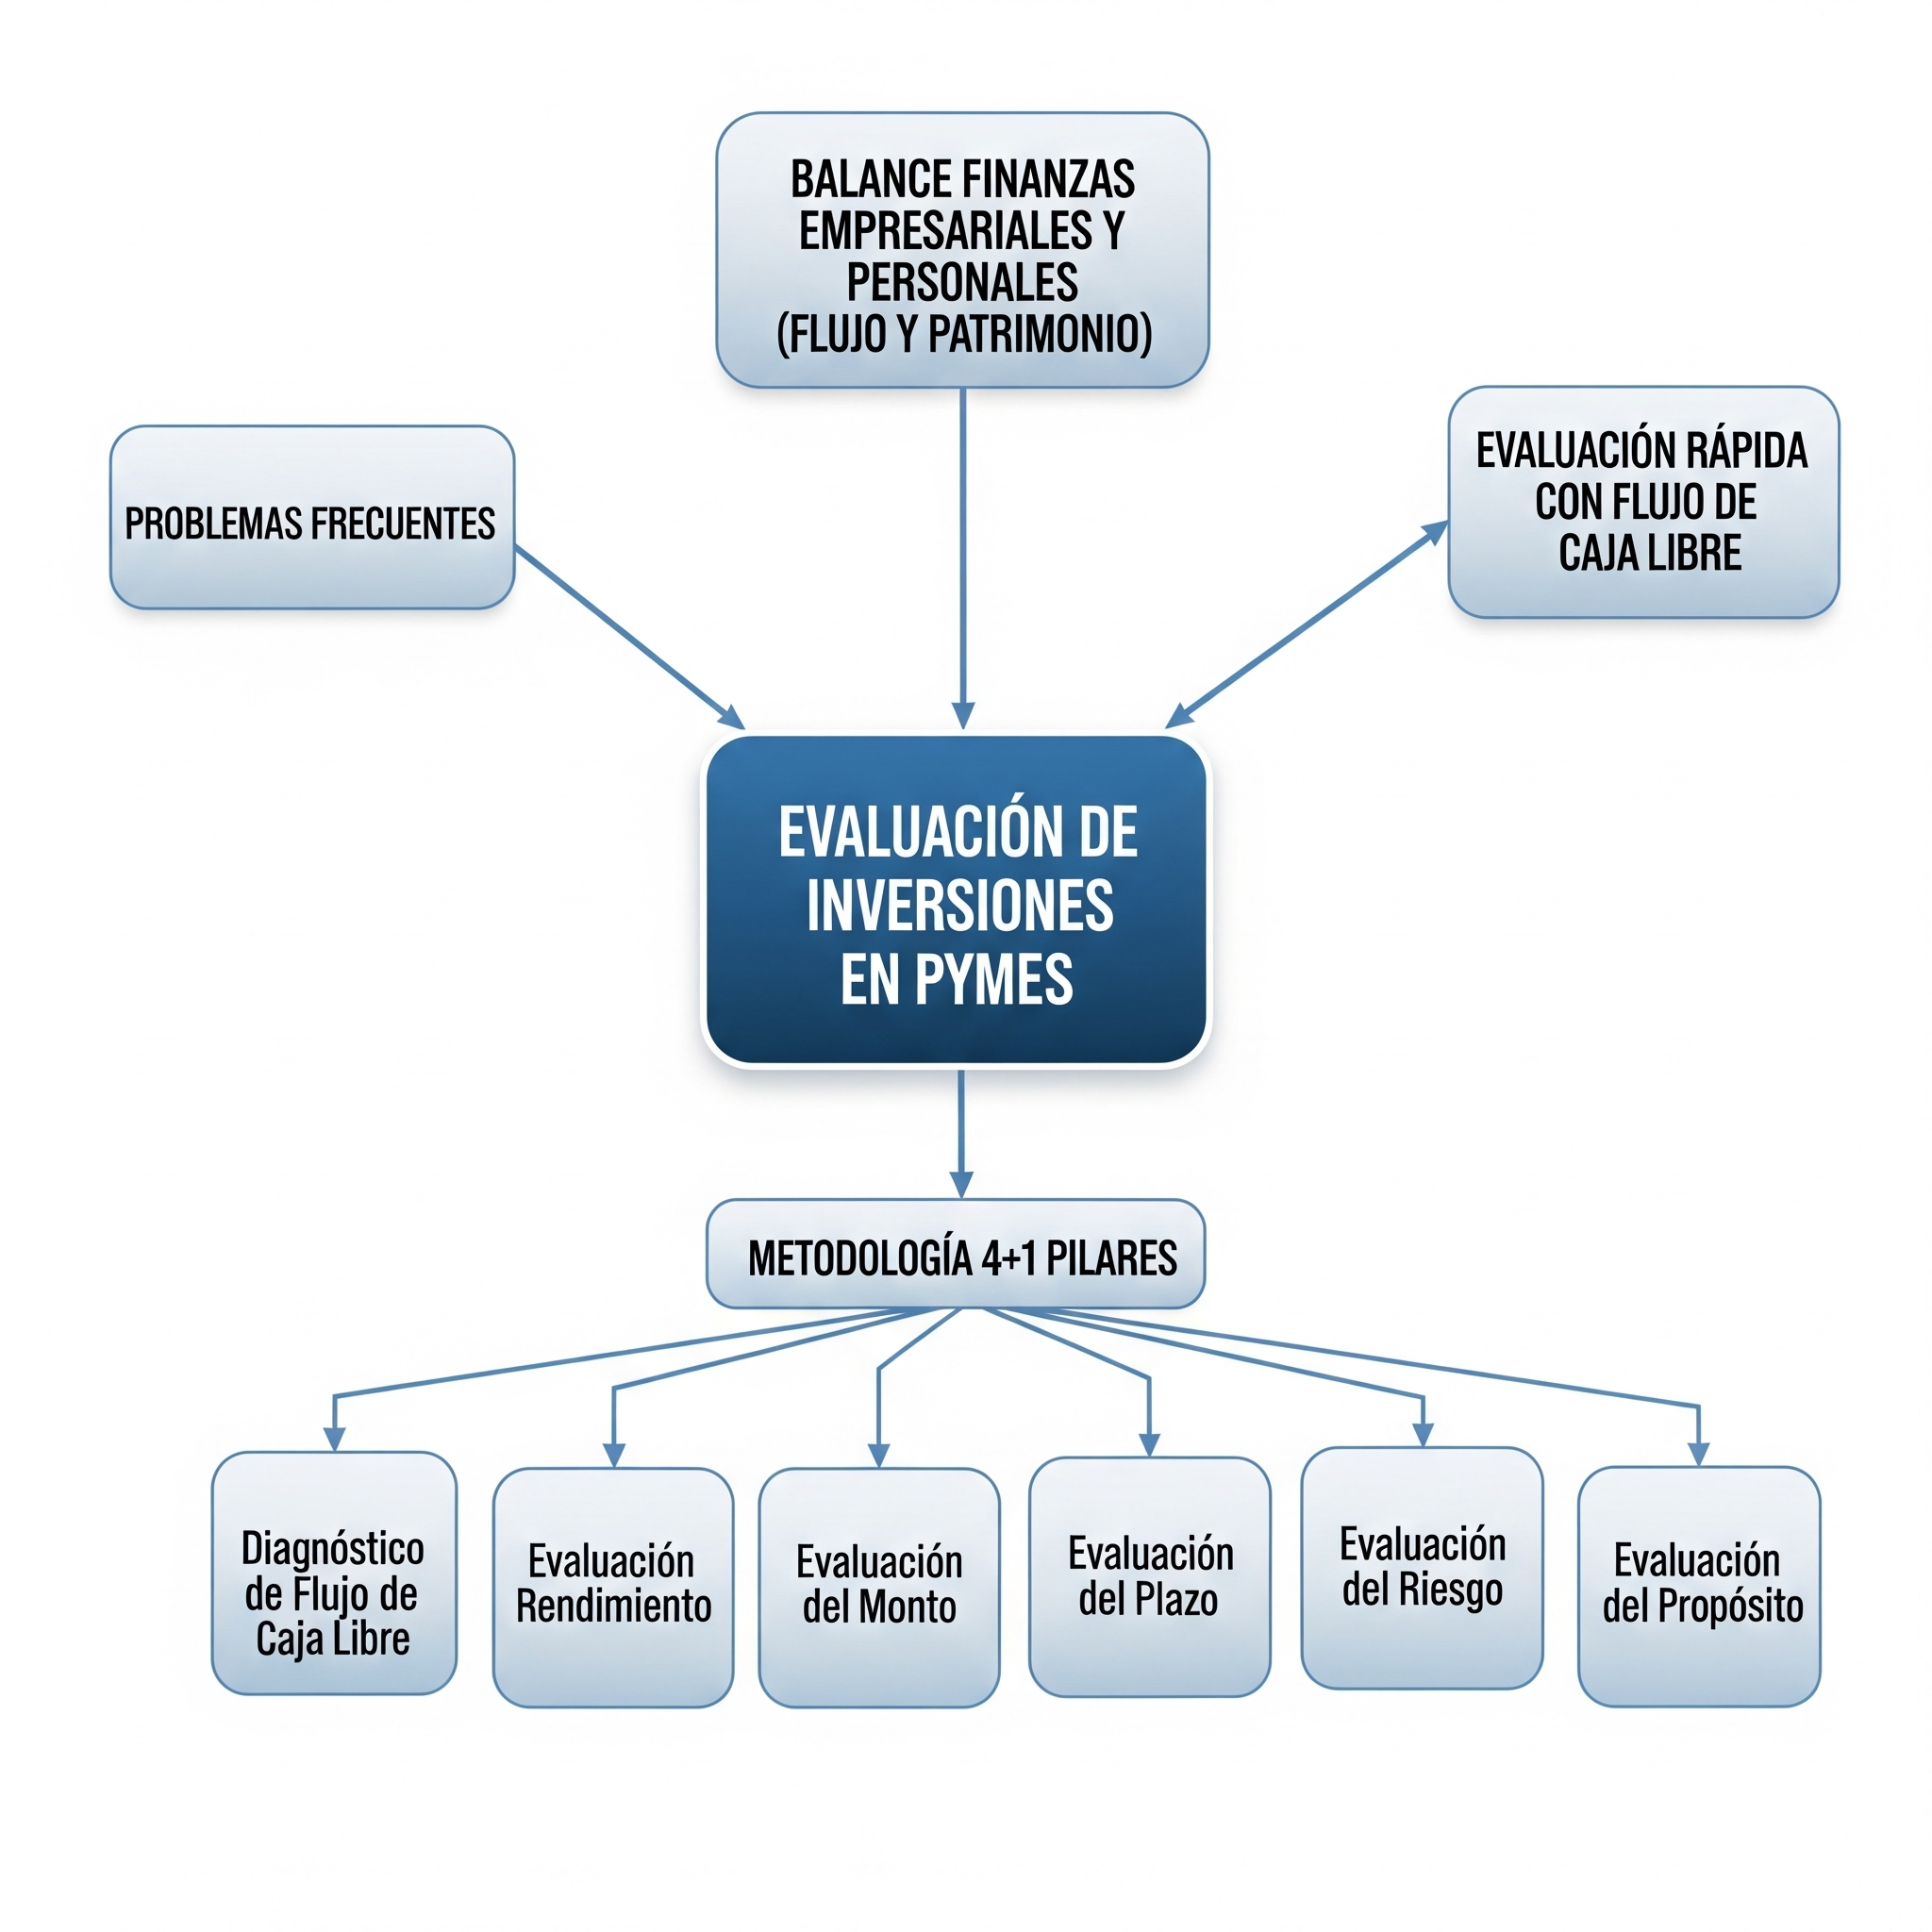 BALANCE FINANZAS
EMPRESARIALES Y
PERSONALES
(FLUJO Y PATRIMONIO)
PROBLEMAS FRECUENTES
EVALUACIÓN RÁPIDA
CON FLUJO DE
CAJA LIBRE
EVALUACIÓN DE
INVERSIONES
EN PYMES
METODOLOGÍA 4+1 PILARES
Diagnóstico
de Flujo de
Caja Libre
Evaluación
Rendimiento
Evaluación
del Monto
Evaluación
del Plazo
Evaluación
del Riesgo
Evaluación
del Propósito